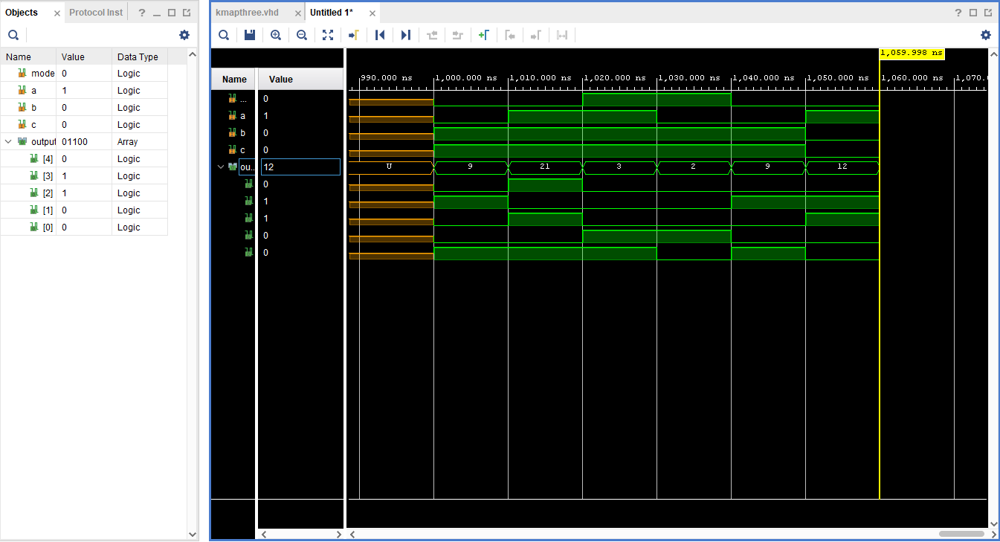 Objects
Protocol Inst
Name Value Data Type
mode 0 Logic
a 1 Logic
b 0 Logic
c 0 Logic
output 01100 Array
[4] 0 Logic
[3] 1 Logic
[2] 1 Logic
[1] 0 Logic
[0] 0 Logic
kmapthree.vhd
Untitled 1*
1,059.998 ns
Name Value
990.000 ns 1,000.000 ns 1,010.000 ns 1,020.000 ns 1,030.000 ns 1,040.000 ns 1,050.000 ns 1,060.000 ns 1,070.
... 0
a 1
b 0
c 0
ou.. 12 U 9 21 3 2 9 12
0
1
1
0
0